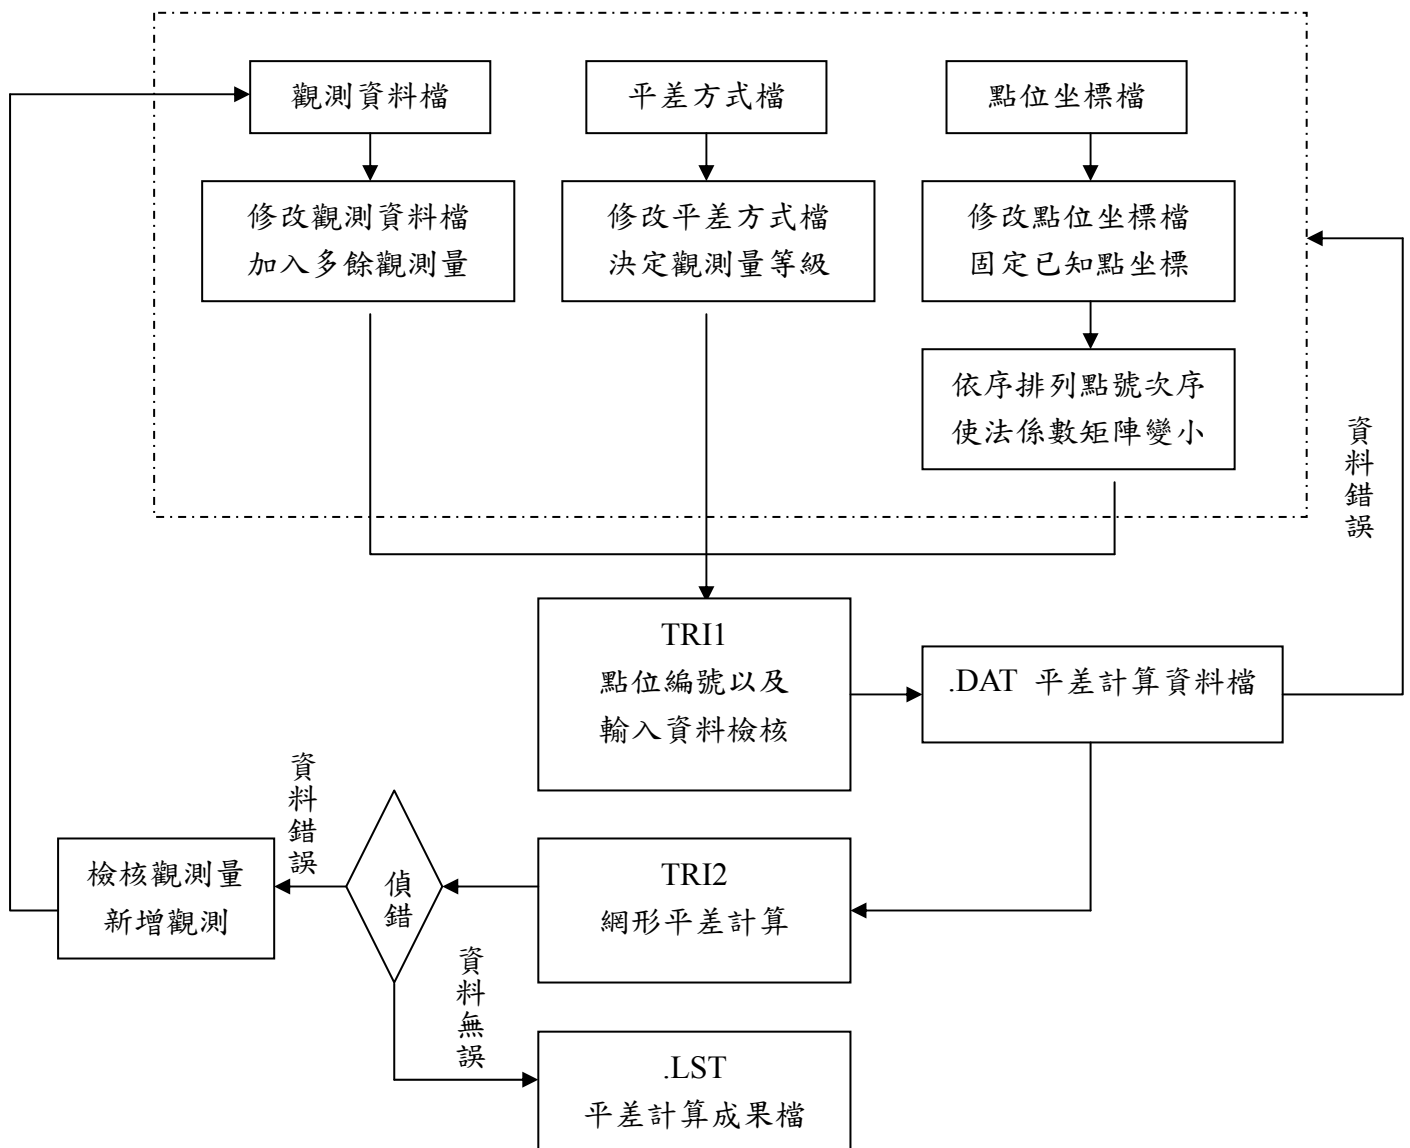 觀測資料檔
平差方式檔
點位坐標檔
修改觀測資料檔
加入多餘觀測量
修改平差方式檔
決定觀測量等級
修改點位坐標檔
固定已知點坐標
依序排列點號次序
使法係數矩陣變小
資料錯誤
TRI1
點位編號以及
輸入資料檢核
.DAT 平差計算資料檔
資料錯誤
檢核觀測量
新增觀測
偵錯
TRI2
網形平差計算
資料無誤
.LST
平差計算成果檔